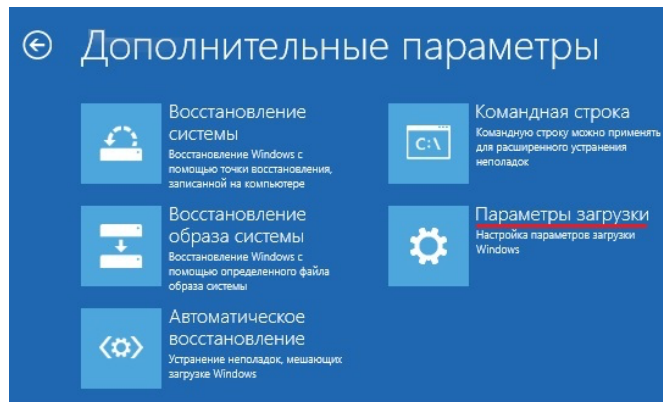 Дополнительные параметры
Восстановление
системы
Восстановление Windows с
помощью точки восстановления,
записанной на компьютере
Восстановление
образа системы
Восстановление Windows с
помощью определенного файла
образа системы
Автоматическое
восстановление
Устранение неполадок, мешающих
загрузке Windows
Командная строка
Командную строку можно применять
для расширенного устранения
неполадок
C:\
Параметры загрузки
Настройка параметров загрузки
Windows